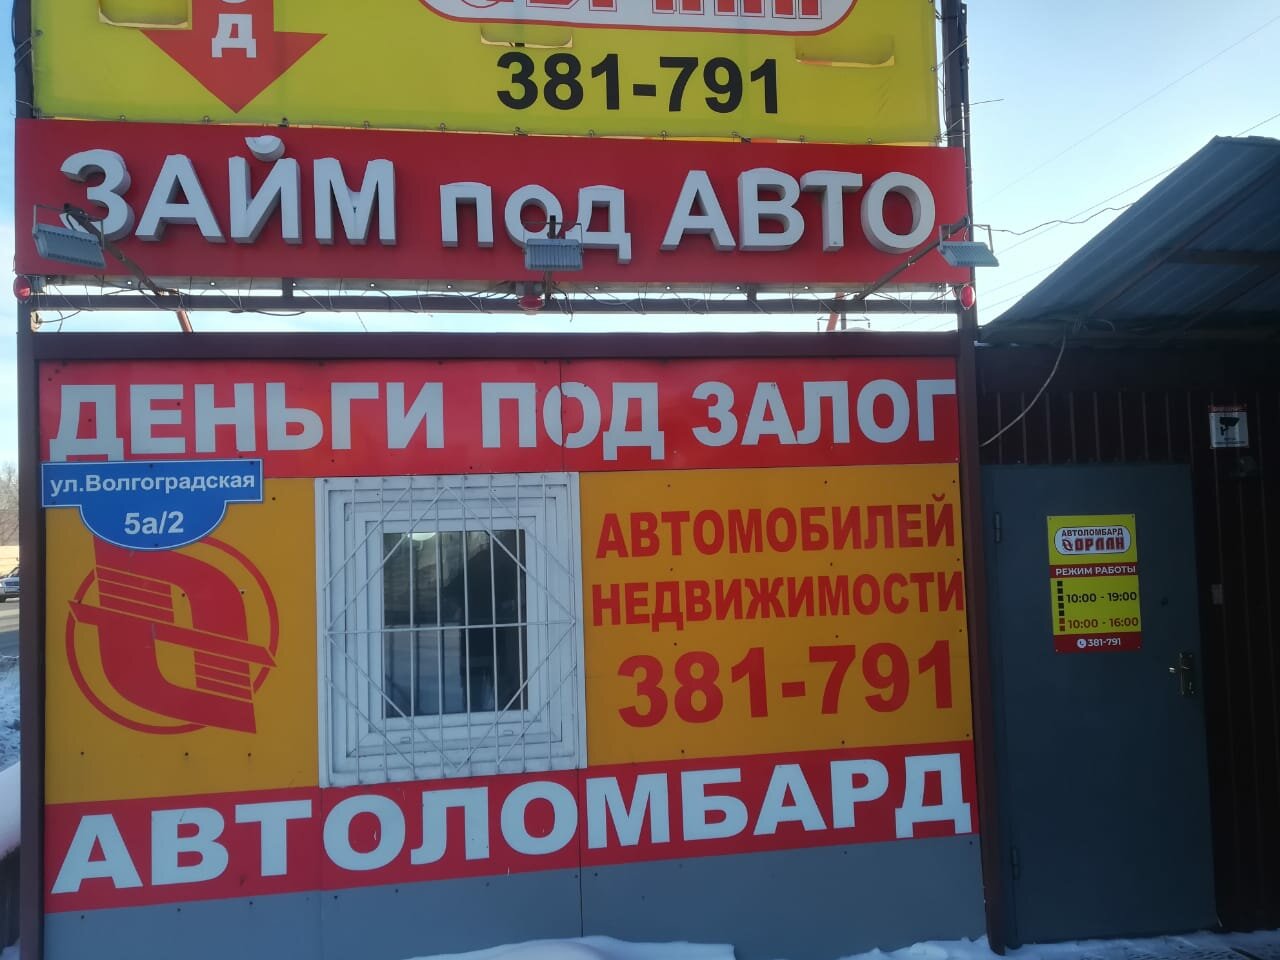 381-791
ЗАЙМ под АВТО
ДЕНЬГИ ПОД ЗАЛОГ
ул.Волгоградская
5а/2
АВТОМОБИЛЕЙ
НЕДВИЖИМОСТИ
381-791
АВТОЛОМБАРД
АВТОЛОМБАРД
ОРЛАН
РЕЖИМ РАБОТЫ
10:00 - 19:00
10:00 - 16:00
381-791